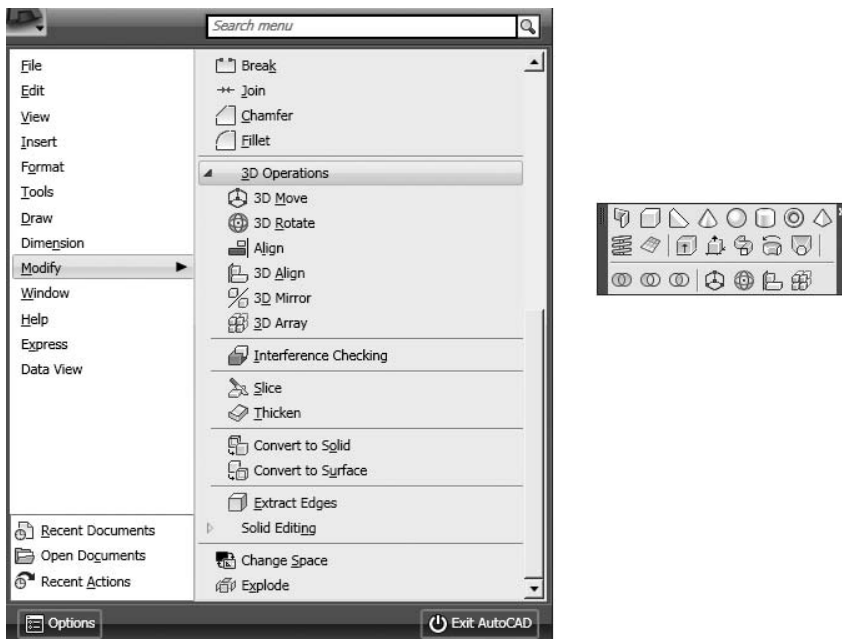 Search menu
File
Edit
View
Insert
Format
Tools
Draw
Dimension
Modify
Window
Help
Express
Data View
Recent Documents
Open Documents
Recent Actions
Break
Join
Chamfer
Fillet
3D Operations
3D Move
3D Rotate
Align
3D Align
3D Mirror
3D Array
Interference Checking
Slice
Thicken
Convert to Solid
Convert to Surface
Extract Edges
Solid Editing
Change Space
Explode
Options
Exit AutoCAD